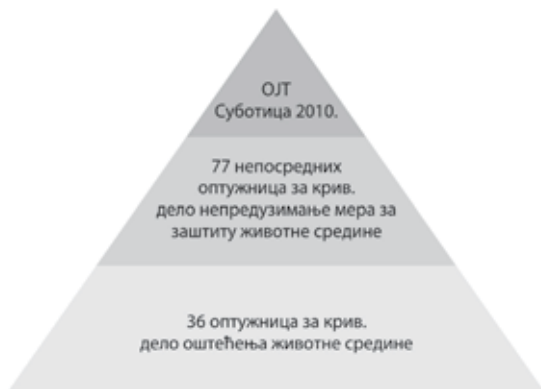 ОЈТ
Суботица 2010.
77 непосредних
оптужница за крив.
дело непредузимање мера за
заштиту животне средине
36 оптужница за крив.
дело оштећења животне средине